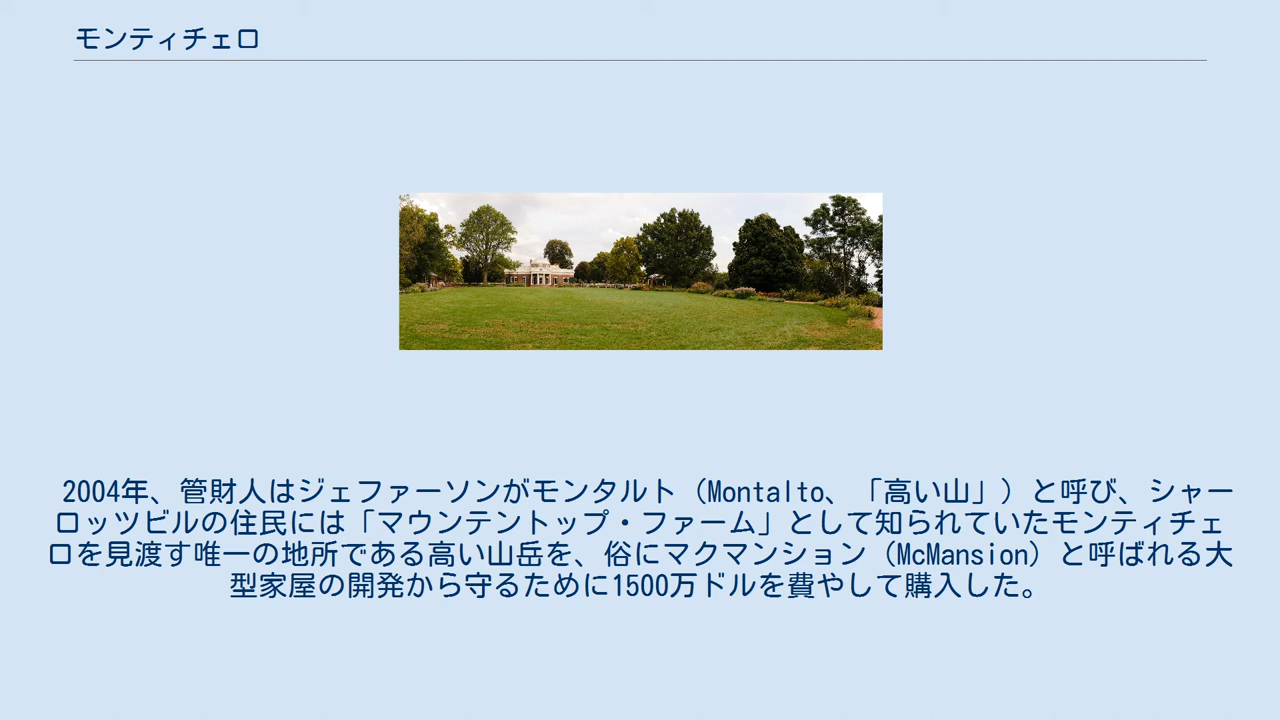 モンティチェロ
2004年、管財人はジェファーソンがモンタルト（Montalto、「高い山」）と呼び、シャー
ロッツビルの住民には「マウンテントップ・ファーム」として知られていたモンティチェ
ロを見渡す唯一の地所である高い山岳を、俗にマクマンション（McMansion）と呼ばれる大
型家屋の開発から守るために1500万ドルを費やして購入した。